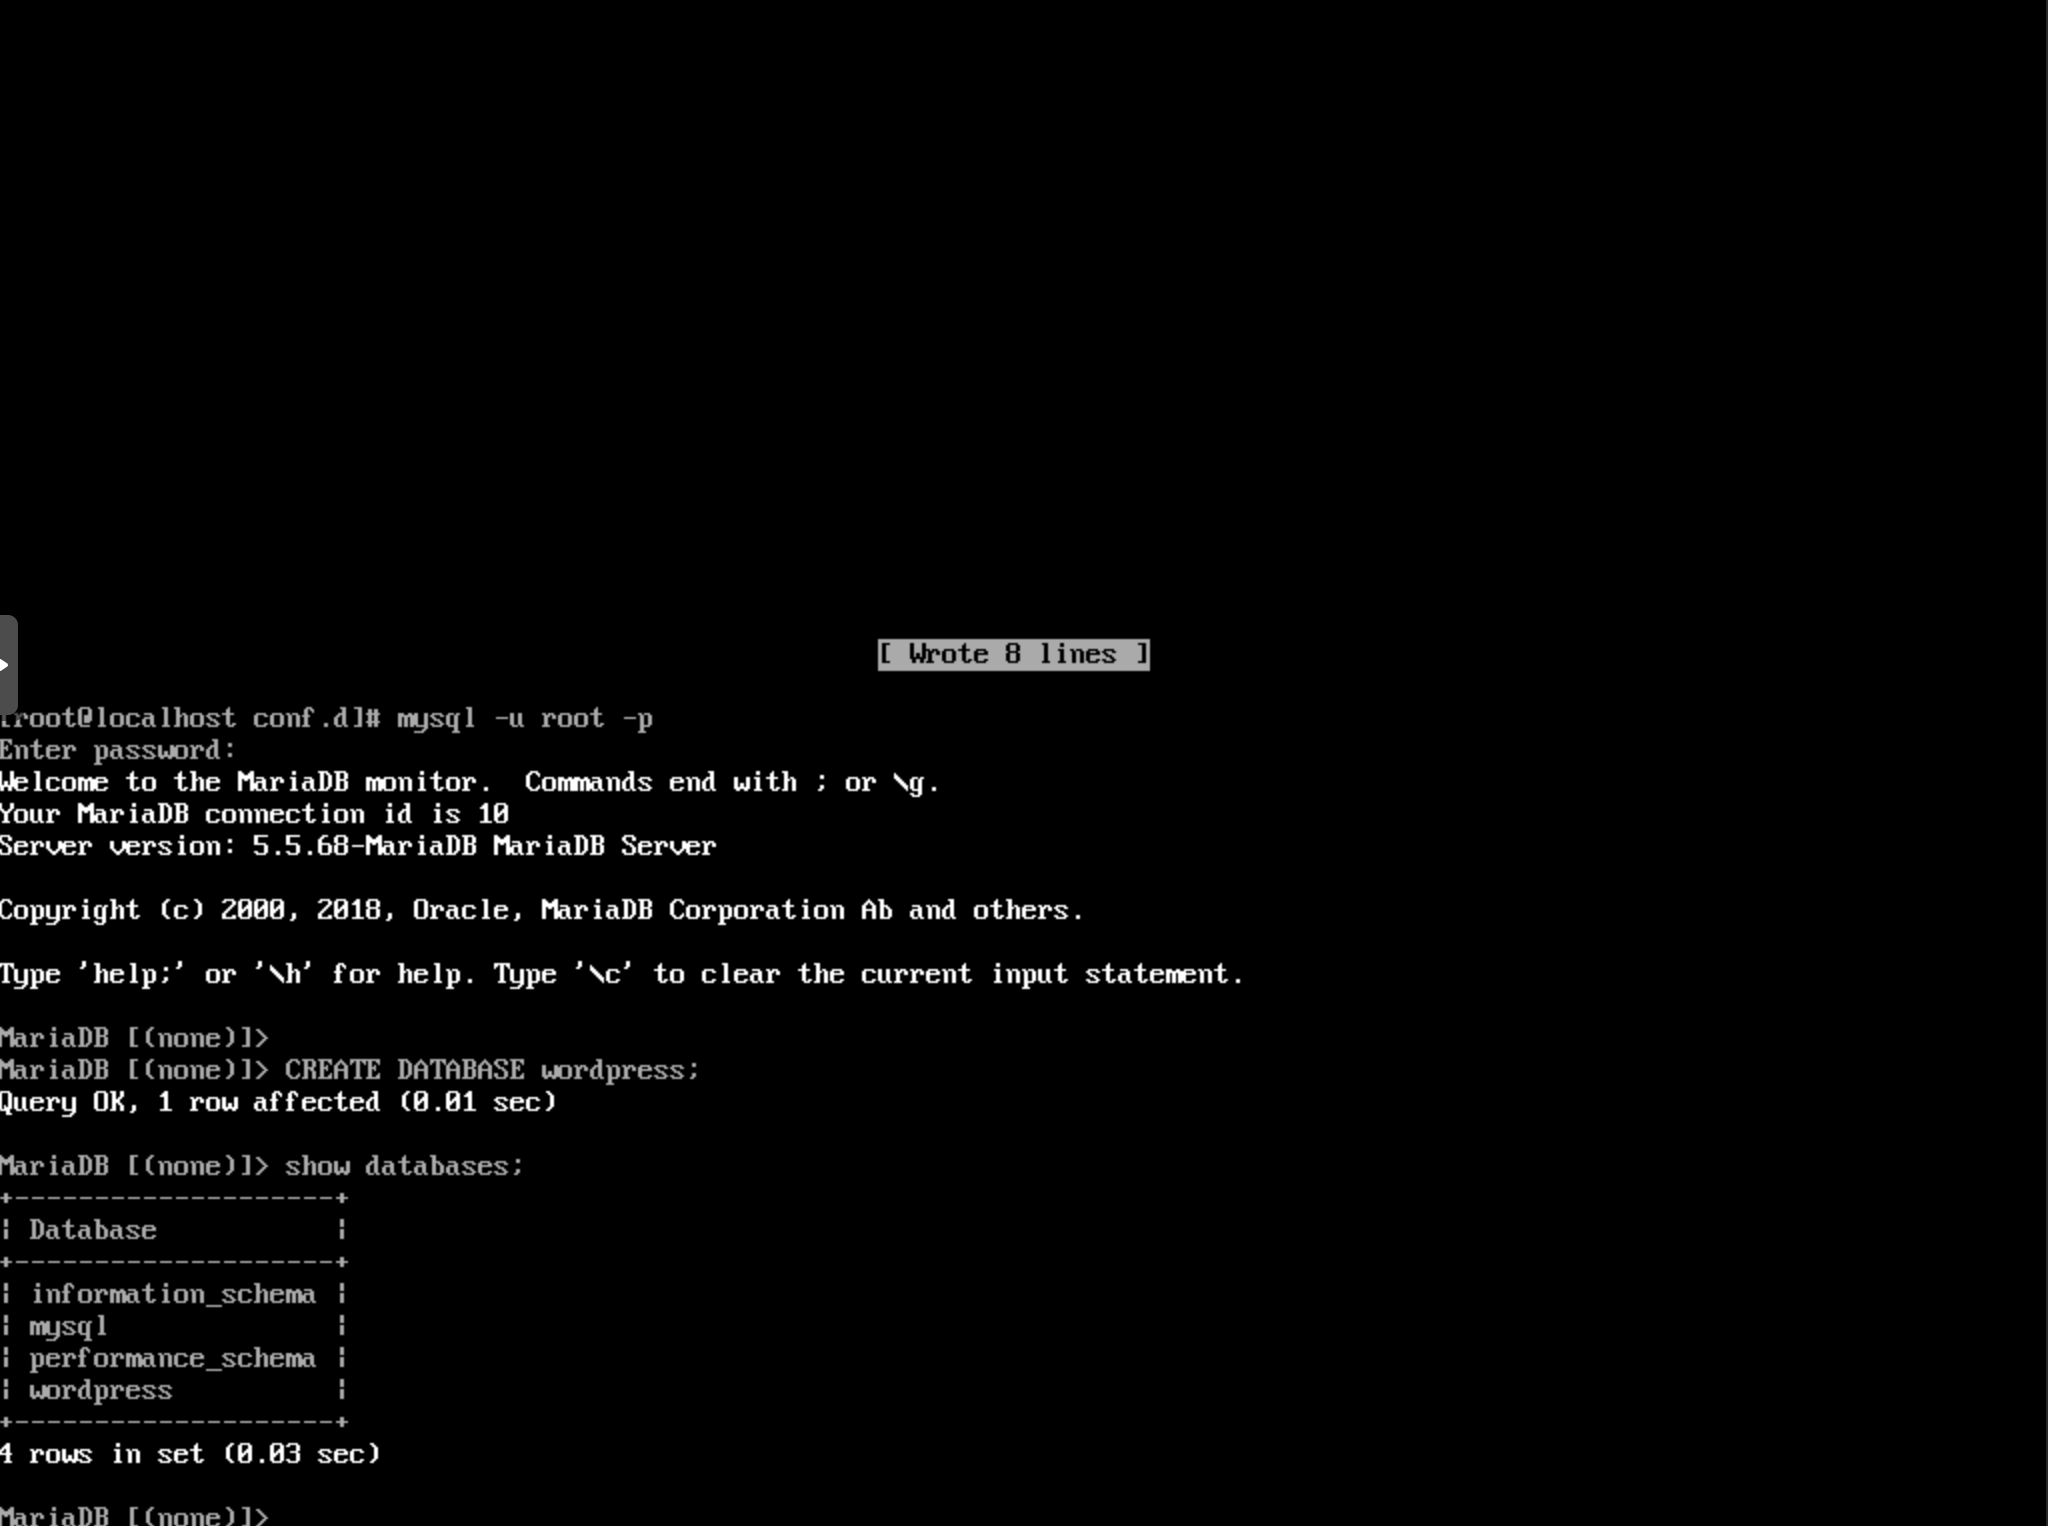 [ Wrote 8 lines ]
[root@localhost conf.d]# mysql -u root -p
Enter password:
Welcome to the MariaDB monitor.  Commands end with ; or \g.
Your MariaDB connection id is 10
Server version: 5.5.68-MariaDB MariaDB Server

Copyright (c) 2000, 2018, Oracle, MariaDB Corporation Ab and others.

Type 'help;' or '\h' for help. Type '\c' to clear the current input statement.

MariaDB [(none)]>
MariaDB [(none)]> CREATE DATABASE wordpress;
Query OK, 1 row affected (0.01 sec)

MariaDB [(none)]> show databases;
+--------------------+
| Database           |
+--------------------+
| information_schema |
| mysql              |
| performance_schema |
| wordpress          |
+--------------------+
4 rows in set (0.03 sec)

MariaDB [(none)]>